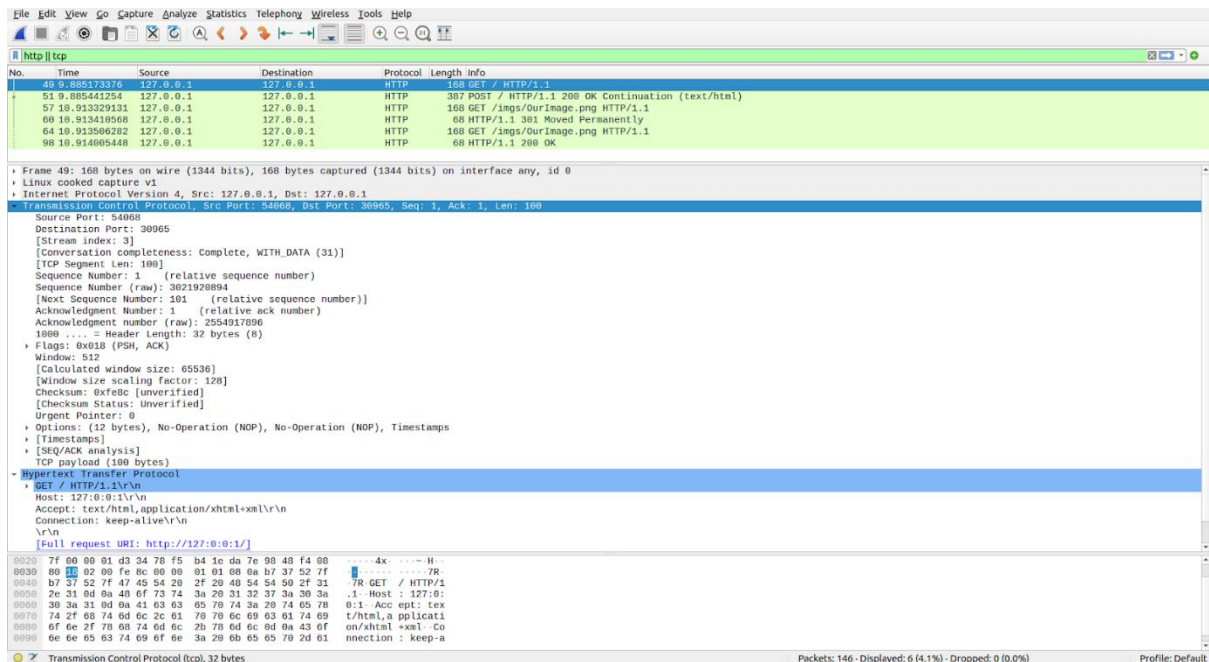 File Edit View Go Capture Analyze Statistics Telephony Wireless Tools Help
http || tcp
No. Time Source Destination Protocol Length Info
49 9.885173376 127.0.0.1 127.0.0.1 HTTP 168 GET / HTTP/1.1
51 9.885441254 127.0.0.1 127.0.0.1 HTTP 387 POST / HTTP/1.1 200 OK Continuation (text/html)
57 10.913329131 127.0.0.1 127.0.0.1 HTTP 168 GET /imgs/OurImage.png HTTP/1.1
60 10.913410568 127.0.0.1 127.0.0.1 HTTP 68 HTTP/1.1 301 Moved Permanently
64 10.913506282 127.0.0.1 127.0.0.1 HTTP 168 GET /imgs/OurImage.png HTTP/1.1
98 10.914005448 127.0.0.1 127.0.0.1 HTTP 68 HTTP/1.1 200 OK
Frame 49: 168 bytes on wire (1344 bits), 168 bytes captured (1344 bits) on interface any, id 0
Linux cooked capture v1
Internet Protocol Version 4, Src: 127.0.0.1, Dst: 127.0.0.1
Transmission Control Protocol, Src Port: 54068, Dst Port: 30965, Seq: 1, Ack: 1, Len: 100
Source Port: 54068
Destination Port: 30965
[Stream index: 3]
[Conversation completeness: Complete, WITH_DATA (31)]
[TCP Segment Len: 100]
Sequence Number: 1 (relative sequence number)
Sequence Number (raw): 3021920894
[Next Sequence Number: 101 (relative sequence number)]
Acknowledgment Number: 1 (relative ack number)
Acknowledgment number (raw): 2554917896
1000 .... = Header Length: 32 bytes (8)
Flags: 0x018 (PSH, ACK)
Window: 512
[Calculated window size: 65536]
[Window size scaling factor: 128]
Checksum: 0xfe8c [unverified]
[Checksum Status: Unverified]
Urgent Pointer: 0
Options: (12 bytes), No-Operation (NOP), No-Operation (NOP), Timestamps
[Timestamps]
[SEQ/ACK analysis]
TCP payload (100 bytes)
Hypertext Transfer Protocol
GET / HTTP/1.1\r\n
Host: 127:0:0:1\r\n
Accept: text/html,application/xhtml+xml\r\n
Connection: keep-alive\r\n
\r\n
[Full request URI: http://127:0:0:1/]
0020 7f 00 00 01 d3 34 78 f5 b4 1e da 7e 98 48 f4 08 ·····4x· ···~·H··
0030 80 18 02 00 fe 8c 00 00 01 01 08 0a b7 37 52 7f ········ ·····7R·
0040 b7 37 52 7f 47 45 54 20 2f 20 48 54 54 50 2f 31 ·7R·GET / HTTP/1
0050 2e 31 0d 0a 48 6f 73 74 3a 20 31 32 37 3a 30 3a .1··Host : 127:0:
0060 30 3a 31 0d 0a 41 63 63 65 70 74 3a 20 74 65 78 0:1··Acc ept: tex
0070 74 2f 68 74 6d 6c 2c 61 70 70 6c 69 63 61 74 69 t/html,a pplicati
0080 6f 6e 2f 78 68 74 6d 6c 2b 78 6d 6c 0d 0a 43 6f on/xhtml +xml··Co
0090 6e 6e 65 63 74 69 6f 6e 3a 20 6b 65 65 70 2d 61 nnection : keep-a
Transmission Control Protocol (tcp), 32 bytes Packets: 146 · Displayed: 6 (4.1%) · Dropped: 0 (0.0%) Profile: Default